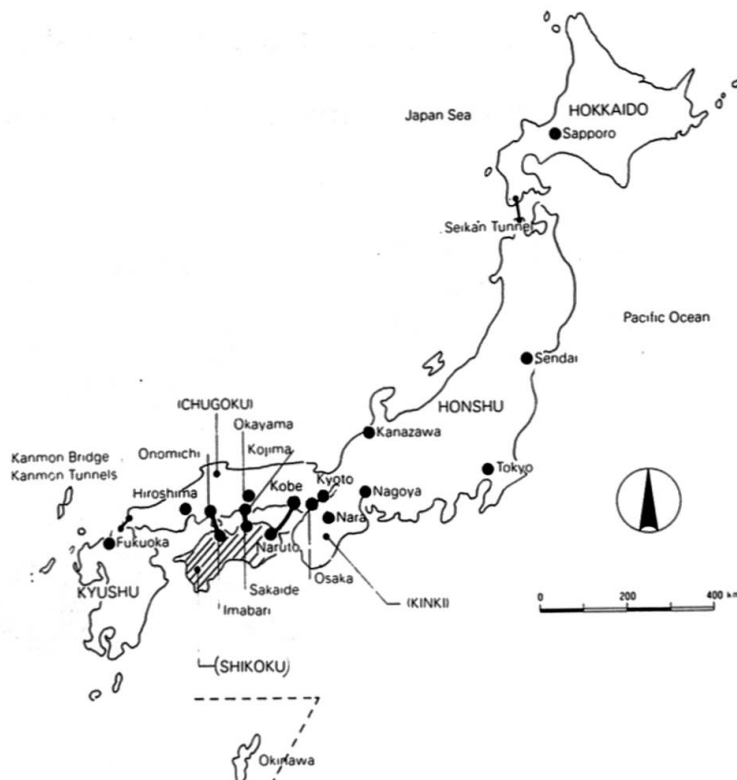 HOKKAIDO
Japan Sea
Sapporo
Seikan Tunnel
Pacific Ocean
Sendai
(CHUGOKU)
HONSHU
Okayama
Kanazawa
Kanmon Bridge
Kanmon Tunnels
Onomichi
Kojima
Tokyo
Hiroshima
Kobe
Kyoto
Nagoya
Nara
Fukuoka
Naruto
KYUSHU
Sakaide
Osaka
Imabari
(KINKI)
0 200 400 km
(SHIKOKU)
Okinawa